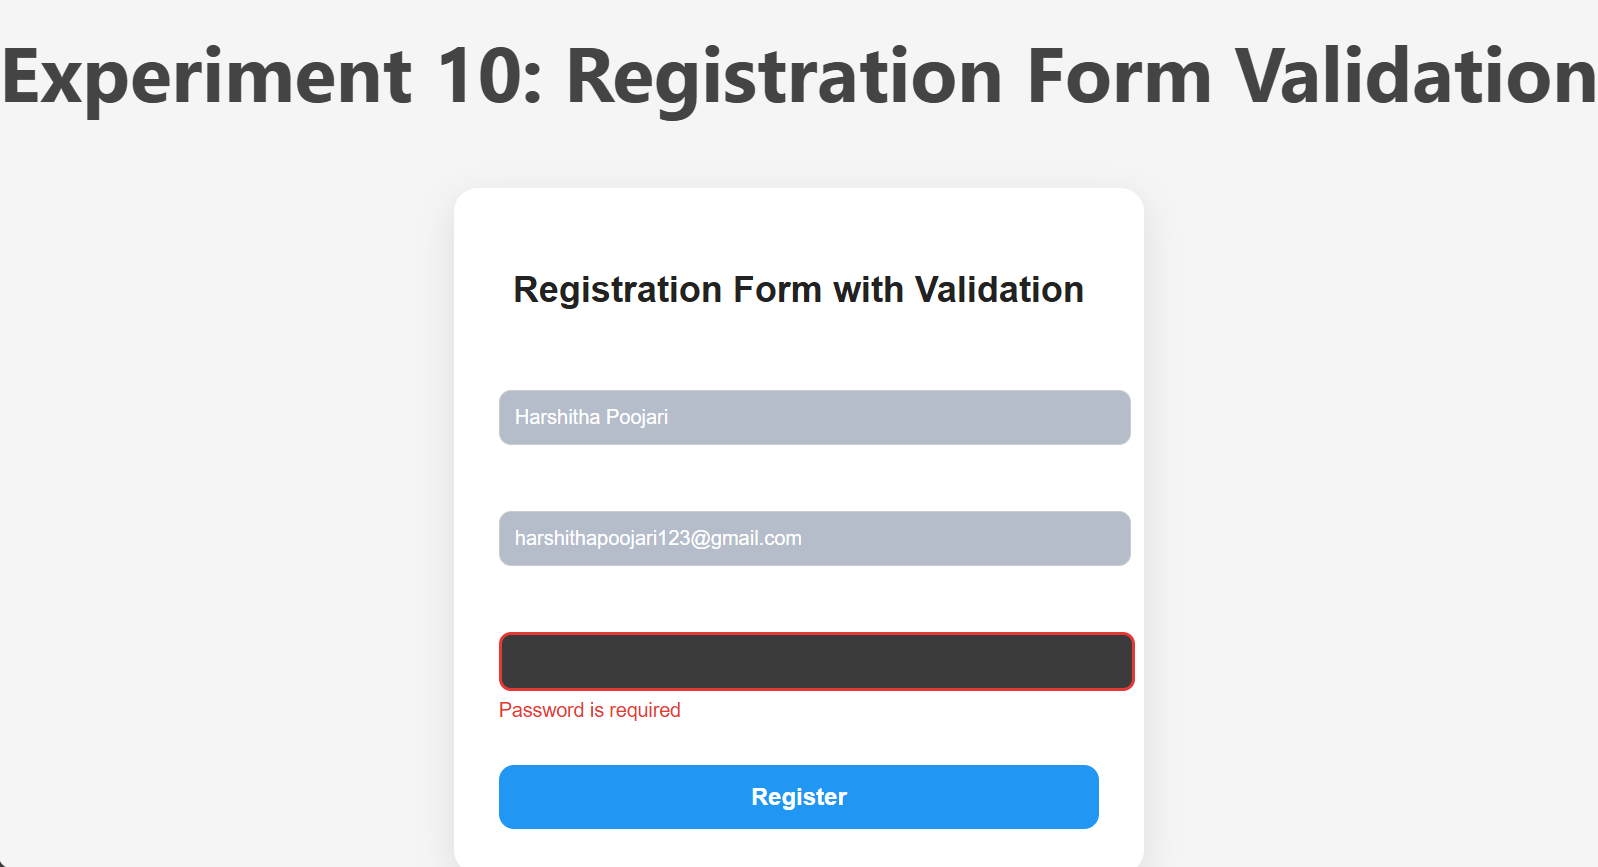 Experiment 10: Registration Form Validation
Registration Form with Validation
Harshitha Poojari
harshithapoojari123@gmail.com
Password is required
Register